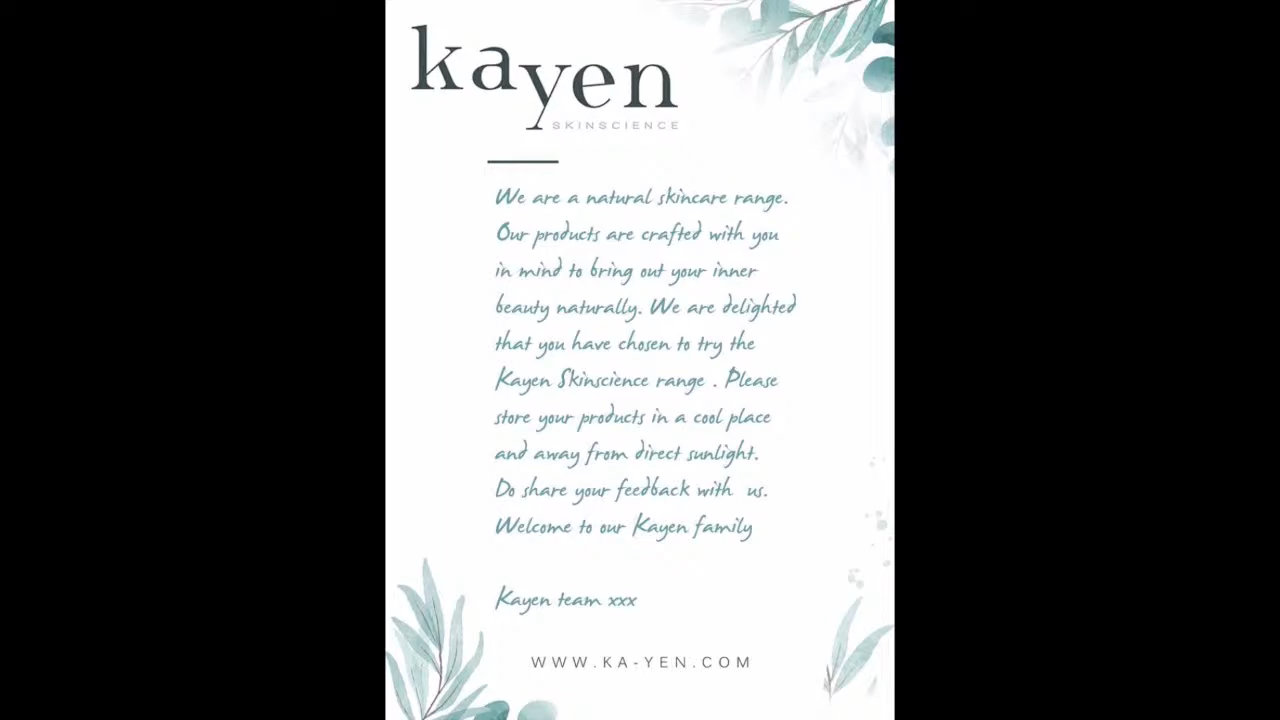 kayen
SKINSCIENCE
We are a natural skincare range.
Our products are crafted with you
in mind to bring out your inner
beauty naturally. We are delighted
that you have chosen to try the
Kayen Skinscience range . Please
store your products in a cool place
and away from direct sunlight.
Do share your feedback with  us.
Welcome to our Kayen family
Kayen team xxx
WWW.KA-YEN.COM